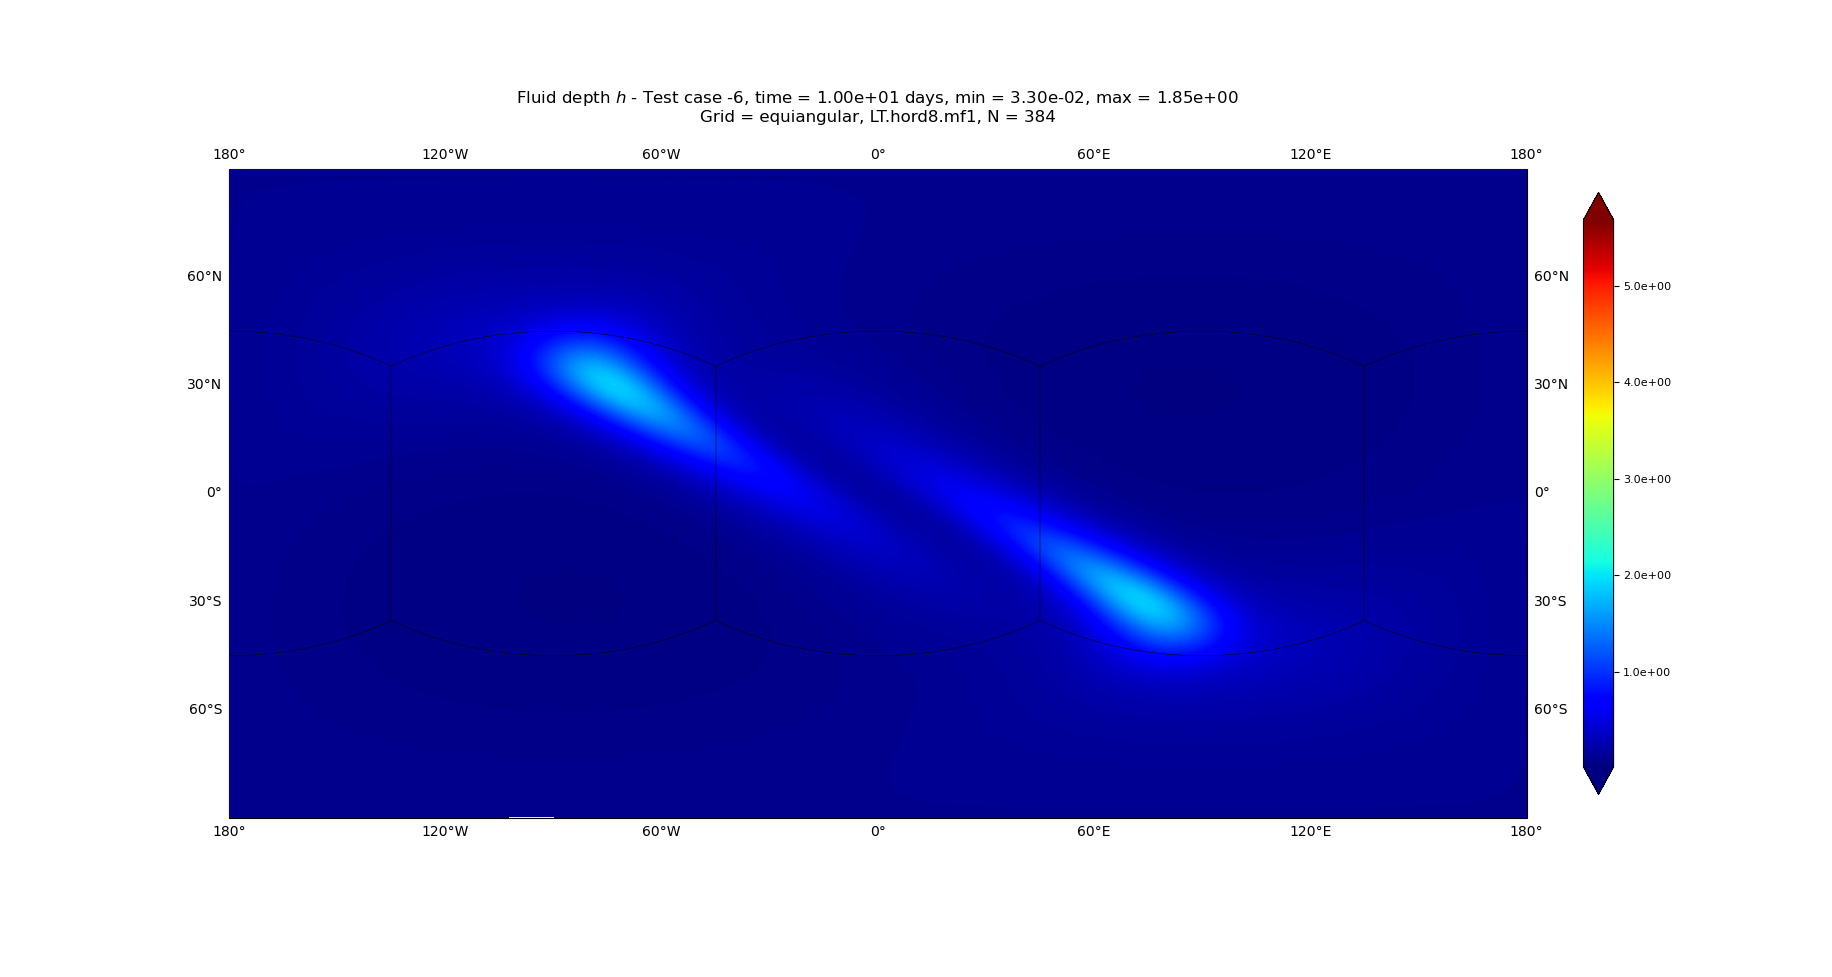 Fluid depth h - Test case -6, time = 1.00e+01 days, min = 3.30e-02, max = 1.85e+00
Grid = equiangular, LT.hord8.mf1, N = 384
180° 120°W 60°W 0° 60°E 120°E 180°
60°N 60°N
5.0e+00
30°N 30°N
4.0e+00
3.0e+00
0° 0°
2.0e+00
30°S 30°S
1.0e+00
60°S 60°S
180° 120°W 60°W 0° 60°E 120°E 180°